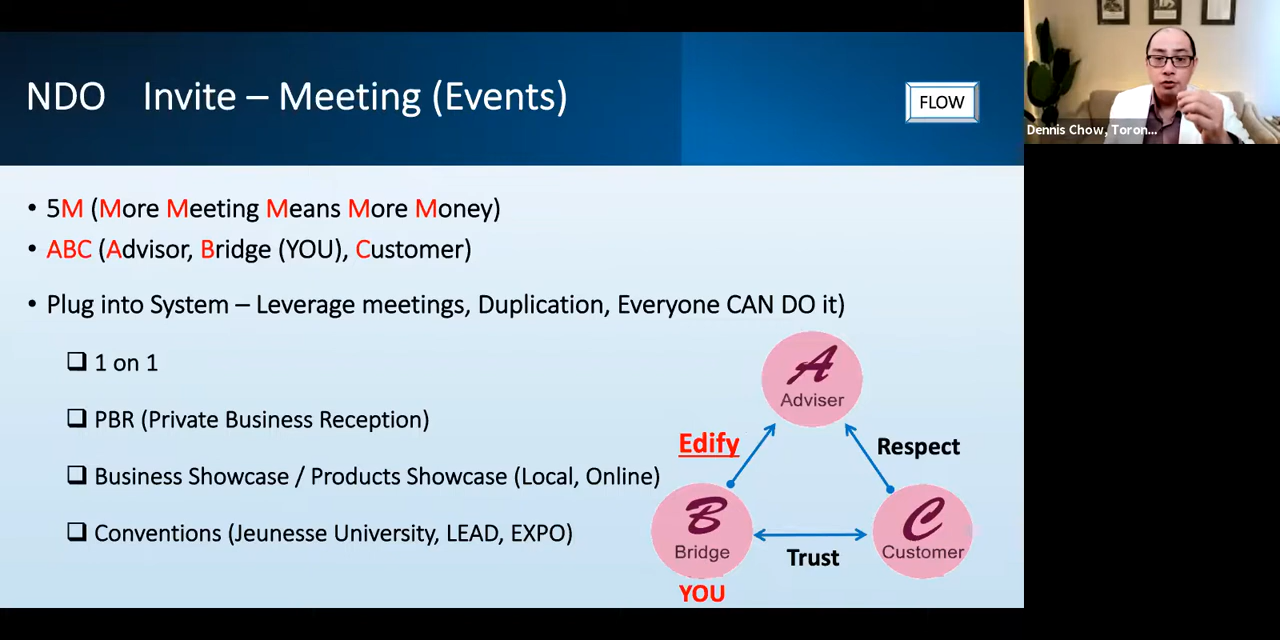 NDO Invite – Meeting (Events)
FLOW
Dennis Chow, Toron...
• 5M (More Meeting Means More Money)
• ABC (Advisor, Bridge (YOU), Customer)
• Plug into System – Leverage meetings, Duplication, Everyone CAN DO it)
❑ 1 on 1
❑ PBR (Private Business Reception)
❑ Business Showcase / Products Showcase (Local, Online)
❑ Conventions (Jeunesse University, LEAD, EXPO)
A
Adviser
Edify
Respect
B
Bridge
C
Customer
Trust
YOU